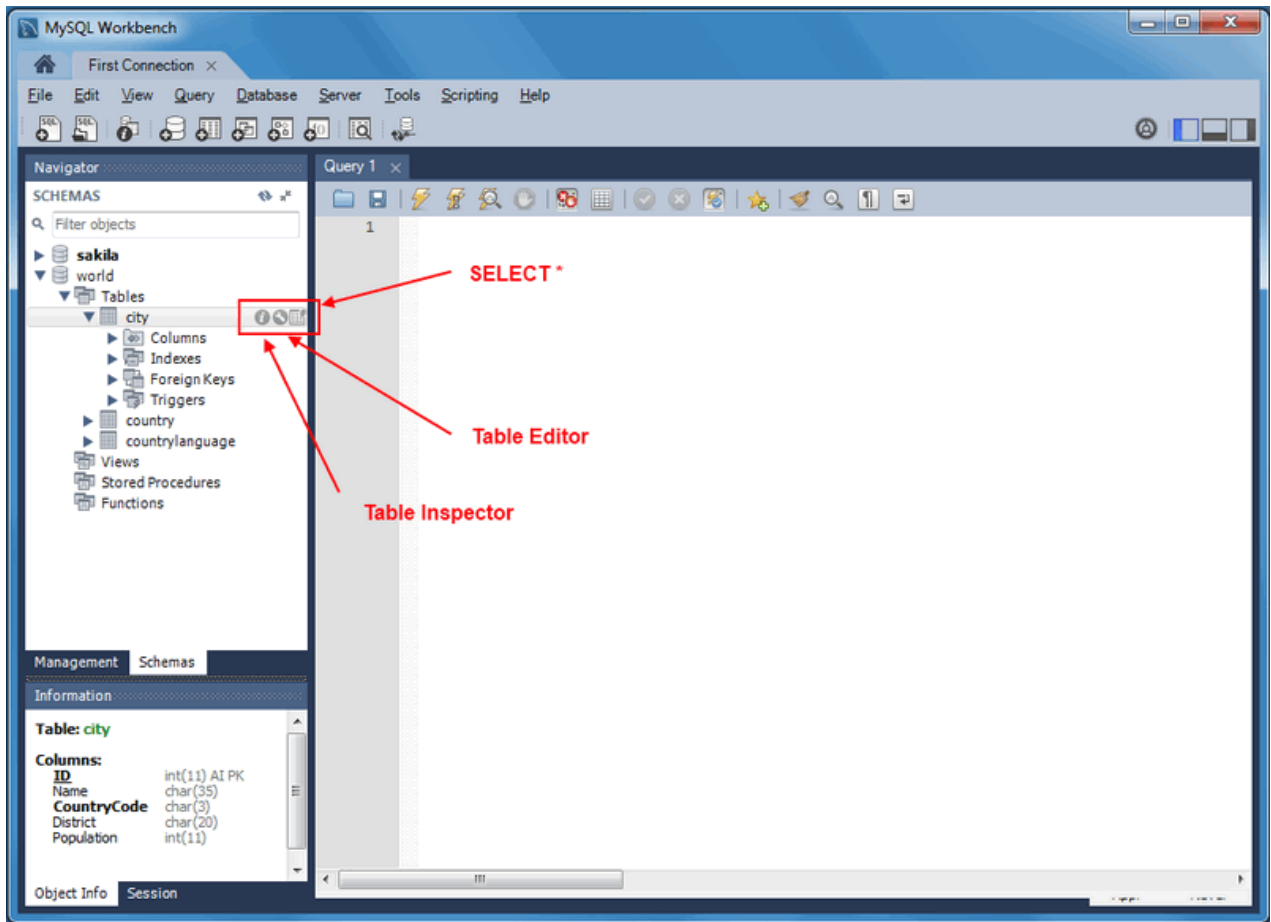 MySQL Workbench
First Connection ×
File Edit View Query Database Server Tools Scripting Help
Navigator
Query 1 ×
SCHEMAS
Filter objects
1
sakila
world
Tables
city
Columns
Indexes
Foreign Keys
Triggers
country
countrylanguage
Views
Stored Procedures
Functions
SELECT *
Table Editor
Table Inspector
Management Schemas
Information
Table: city
Columns:
ID int(11) AI PK
Name char(35)
CountryCode char(3)
District char(20)
Population int(11)
Object Info Session